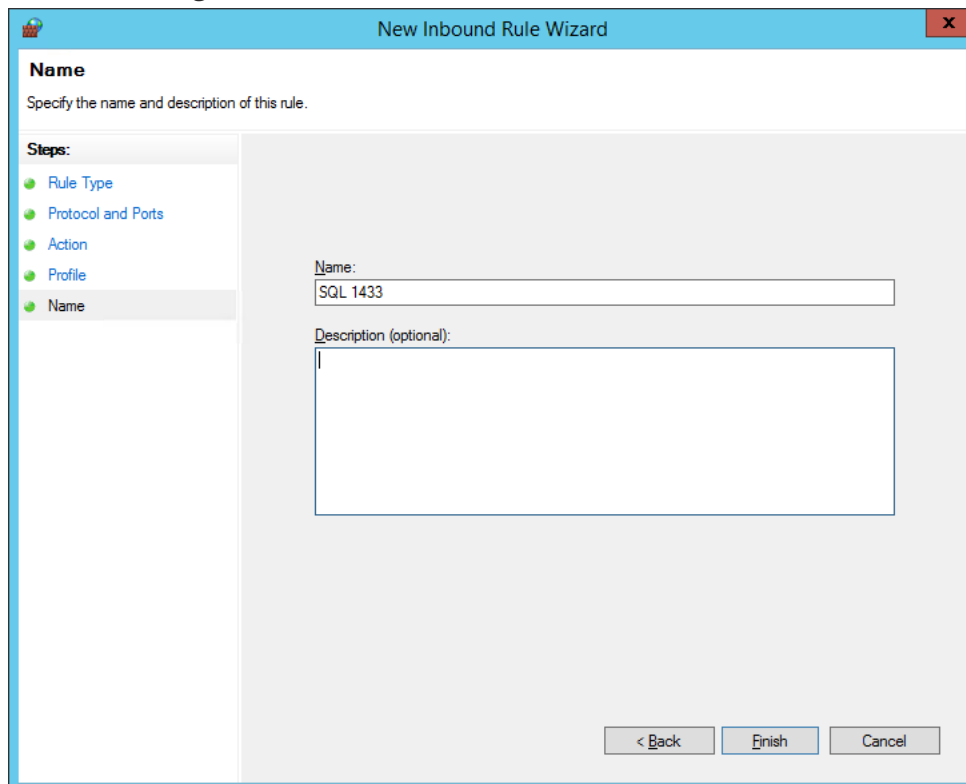 New Inbound Rule Wizard
x
Name
Specify the name and description of this rule.
Steps:
Rule Type
Protocol and Ports
Action
Profile
Name
Name:
SQL 1433
Description (optional):
< Back
Finish
Cancel